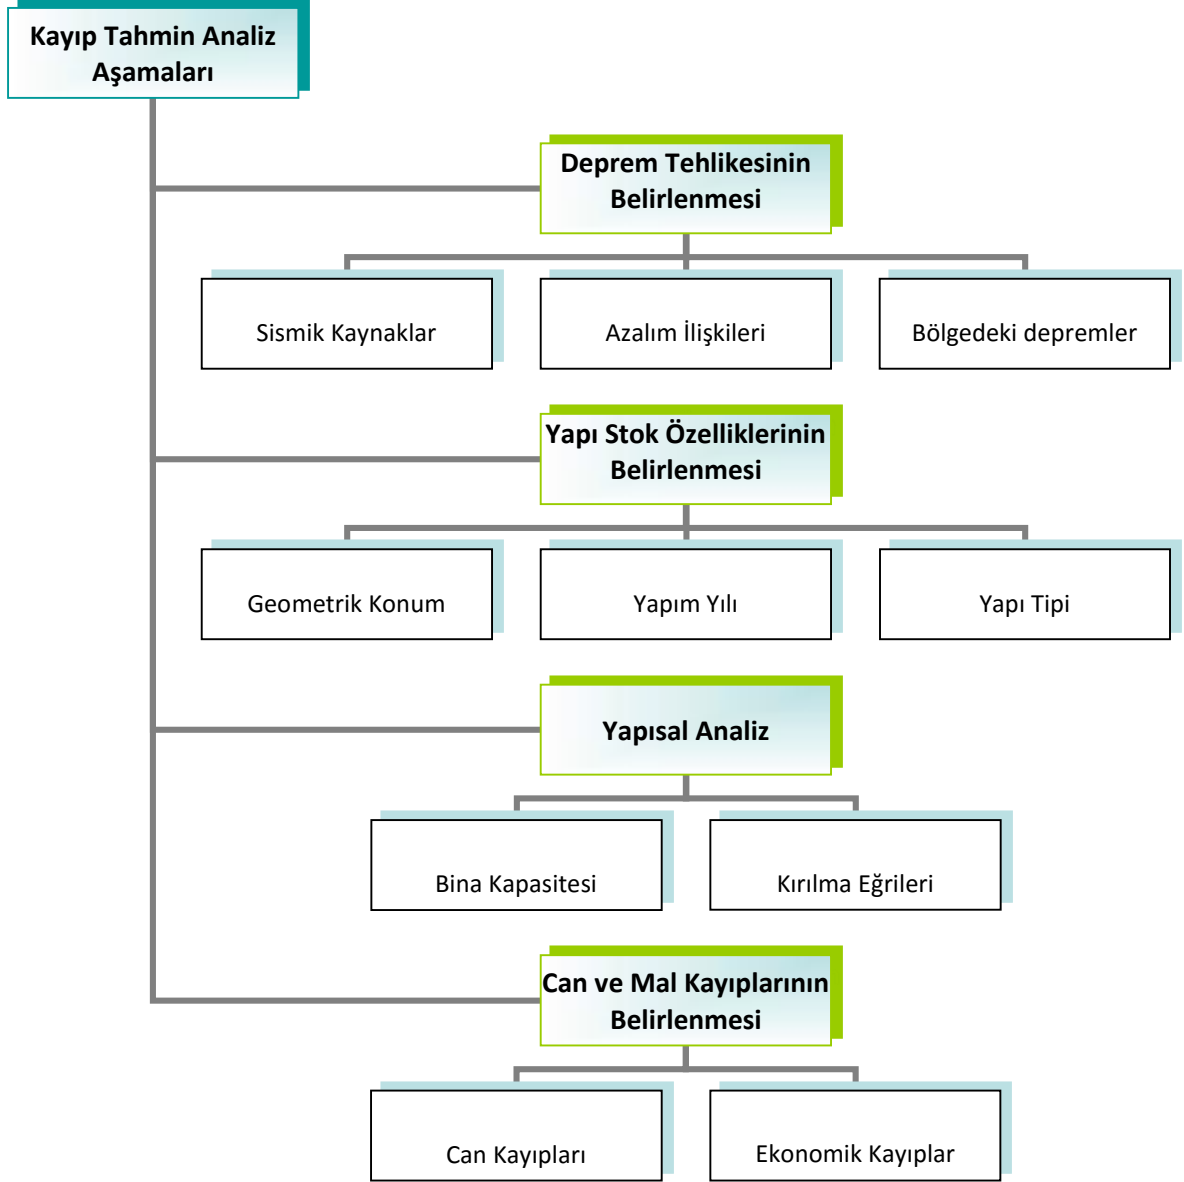 Kayıp Tahmin Analiz
Aşamaları
Deprem Tehlikesinin
Belirlenmesi
Sismik Kaynaklar
Azalım İlişkileri
Bölgedeki depremler
Yapı Stok Özelliklerinin
Belirlenmesi
Geometrik Konum
Yapım Yılı
Yapı Tipi
Yapısal Analiz
Bina Kapasitesi
Kırılma Eğrileri
Can ve Mal Kayıplarının
Belirlenmesi
Can Kayıpları
Ekonomik Kayıplar